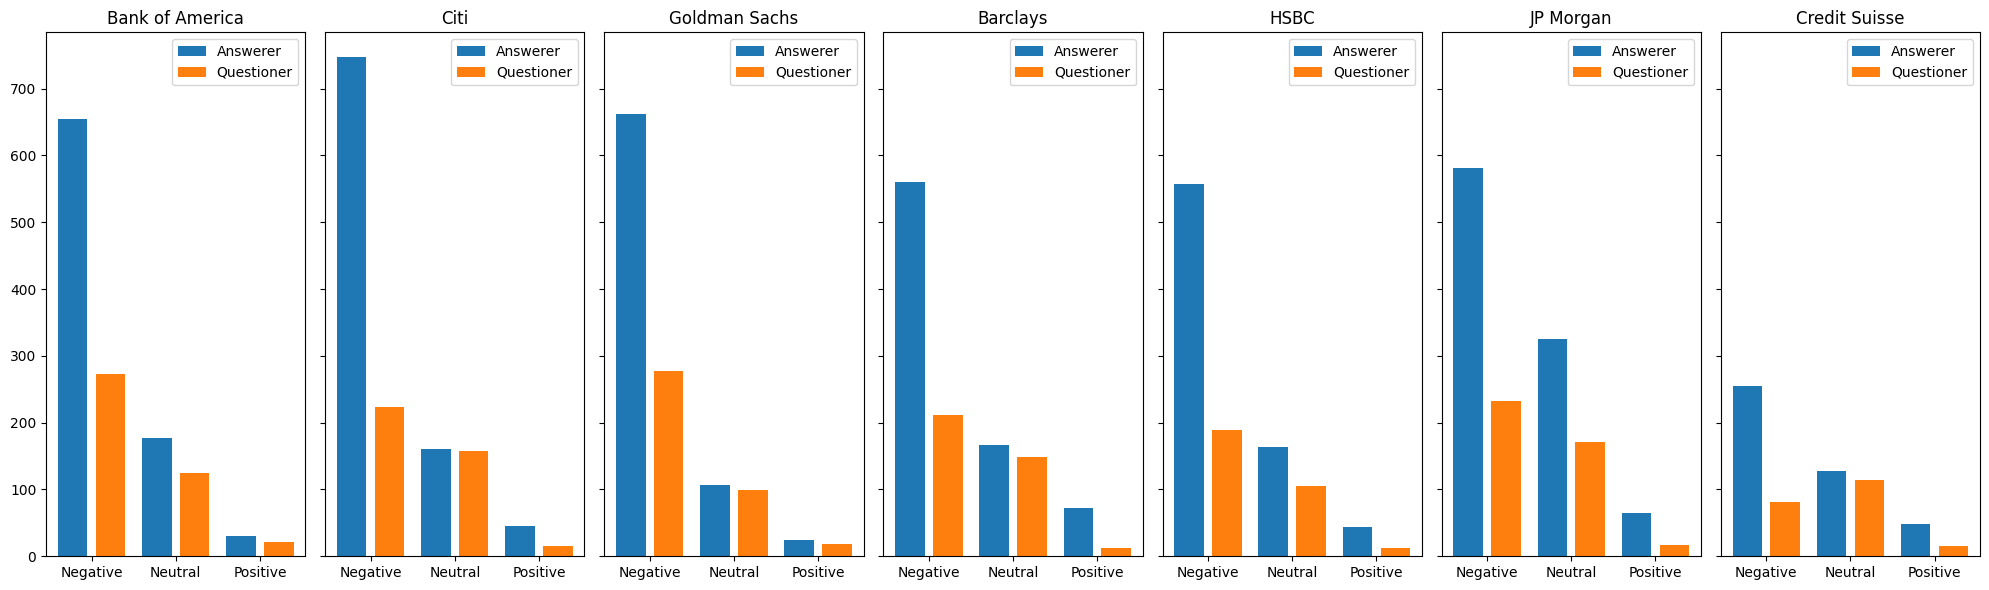 Bank of America
Citi
Goldman Sachs
Barclays
HSBC
JP Morgan
Credit Suisse
Answerer
Questioner
Answerer
Questioner
Answerer
Questioner
Answerer
Questioner
Answerer
Questioner
Answerer
Questioner
Answerer
Questioner
700
600
500
400
300
200
100
0
Negative Neutral Positive
Negative Neutral Positive
Negative Neutral Positive
Negative Neutral Positive
Negative Neutral Positive
Negative Neutral Positive
Negative Neutral Positive